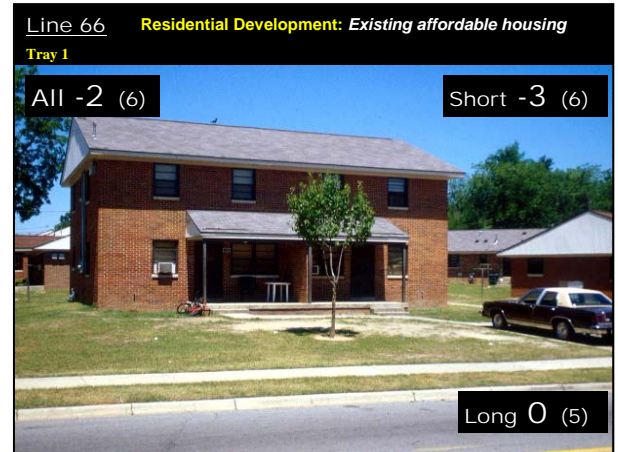 Line 66 Residential Development: Existing affordable housing
Tray 1
All -2 (6) Short -3 (6)
Long 0 (5)